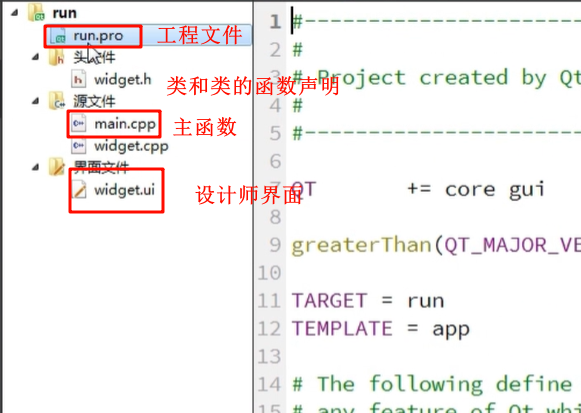 run
run.pro
工程文件
头文件
widget.h
类和类的函数声明
源文件
main.cpp
主函数
widget.cpp
界面文件
widget.ui
设计师界面
1 #-----------------------
2 #
3 # Project created by Qt
4 #
5 #-----------------------
6
7 QT += core gui
8
9 greaterThan(QT_MAJOR_VE
10
11 TARGET = run
12 TEMPLATE = app
13
14 # The following define
15 # any feature of Qt whi